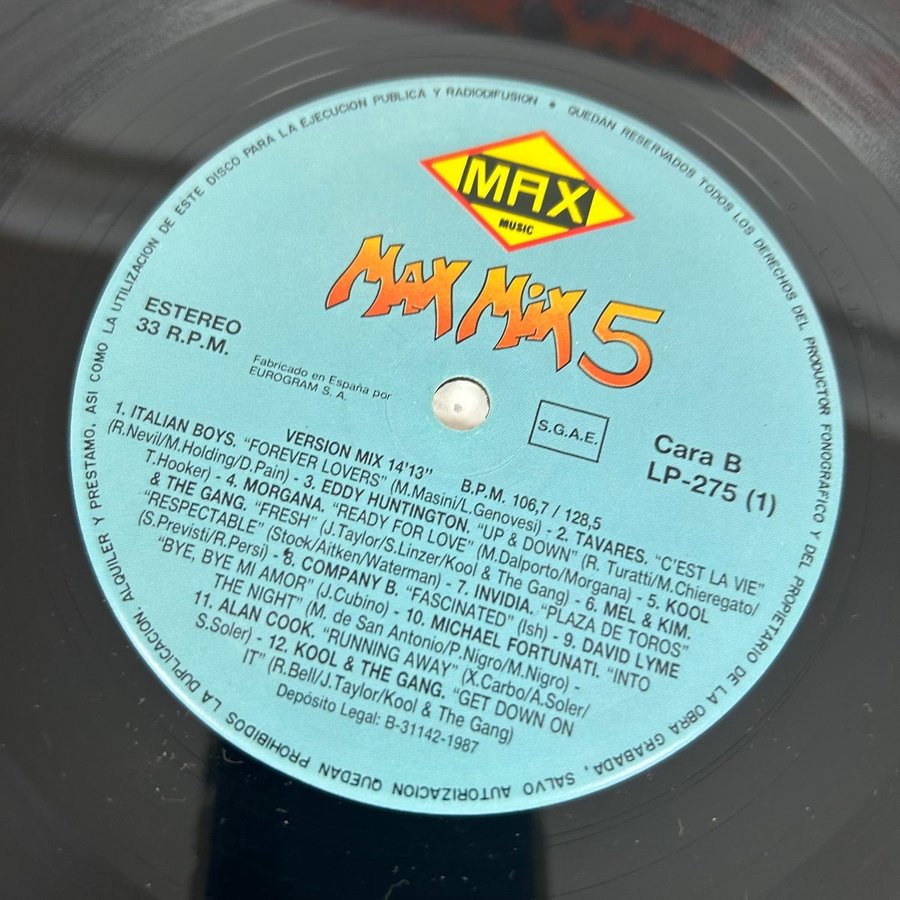 QUEDAN RESERVADOS TODOS LOS DERECHOS DEL PRODUCTOR FONOGRAFICO Y DEL PROPIETARIO DE LA OBRA GRABADA, SALVO AUTORIZACION QUEDAN PROHIBIDOS LA DUPLICACION, ALQUILER Y PRESTAMO, ASI COMO LA UTILIZACION DE ESTE DISCO PARA LA EJECUCION PUBLICA Y RADIODIFUSION •
MAX
MUSIC
MAX MIX 5
ESTEREO
33 R.P.M.
Fabricado en España por
EUROGRAM S. A.
S.G.A.E.
Cara B
LP-275 (1)
VERSION MIX 14'13" B.P.M. 106,7 / 128,5
1. ITALIAN BOYS. "FOREVER LOVERS" (M.Masini/L.Genovesi) - 2. TAVARES. "C'EST LA VIE"
(R.Nevil/M.Holding/D.Pain) - 3. EDDY HUNTINGTON. "UP & DOWN" (R. Turatti/M.Chieregato/
T.Hooker) - 4. MORGANA. "READY FOR LOVE" (M.Dalporto/Morgana) - 5. KOOL
& THE GANG. "FRESH" (J.Taylor/S.Linzer/Kool & The Gang) - 6. MEL & KIM.
"RESPECTABLE" (Stock/Aitken/Waterman) - 7. INVIDIA. "PLAZA DE TOROS"
(S.Previsti/R.Persi) - 8. COMPANY B. "FASCINATED" (Ish) - 9. DAVID LYME
"BYE, BYE MI AMOR" (J.Cubino) - 10. MICHAEL FORTUNATI. "INTO
THE NIGHT" (M. de San Antonio/P.Nigro/M.Nigro) -
11. ALAN COOK. "RUNNING AWAY" (X.Carbo/A.Soler/
S.Soler) - 12. KOOL & THE GANG. "GET DOWN ON
IT" (R.Bell/J.Taylor/Kool & The Gang)
Depósito Legal: B-31142-1987